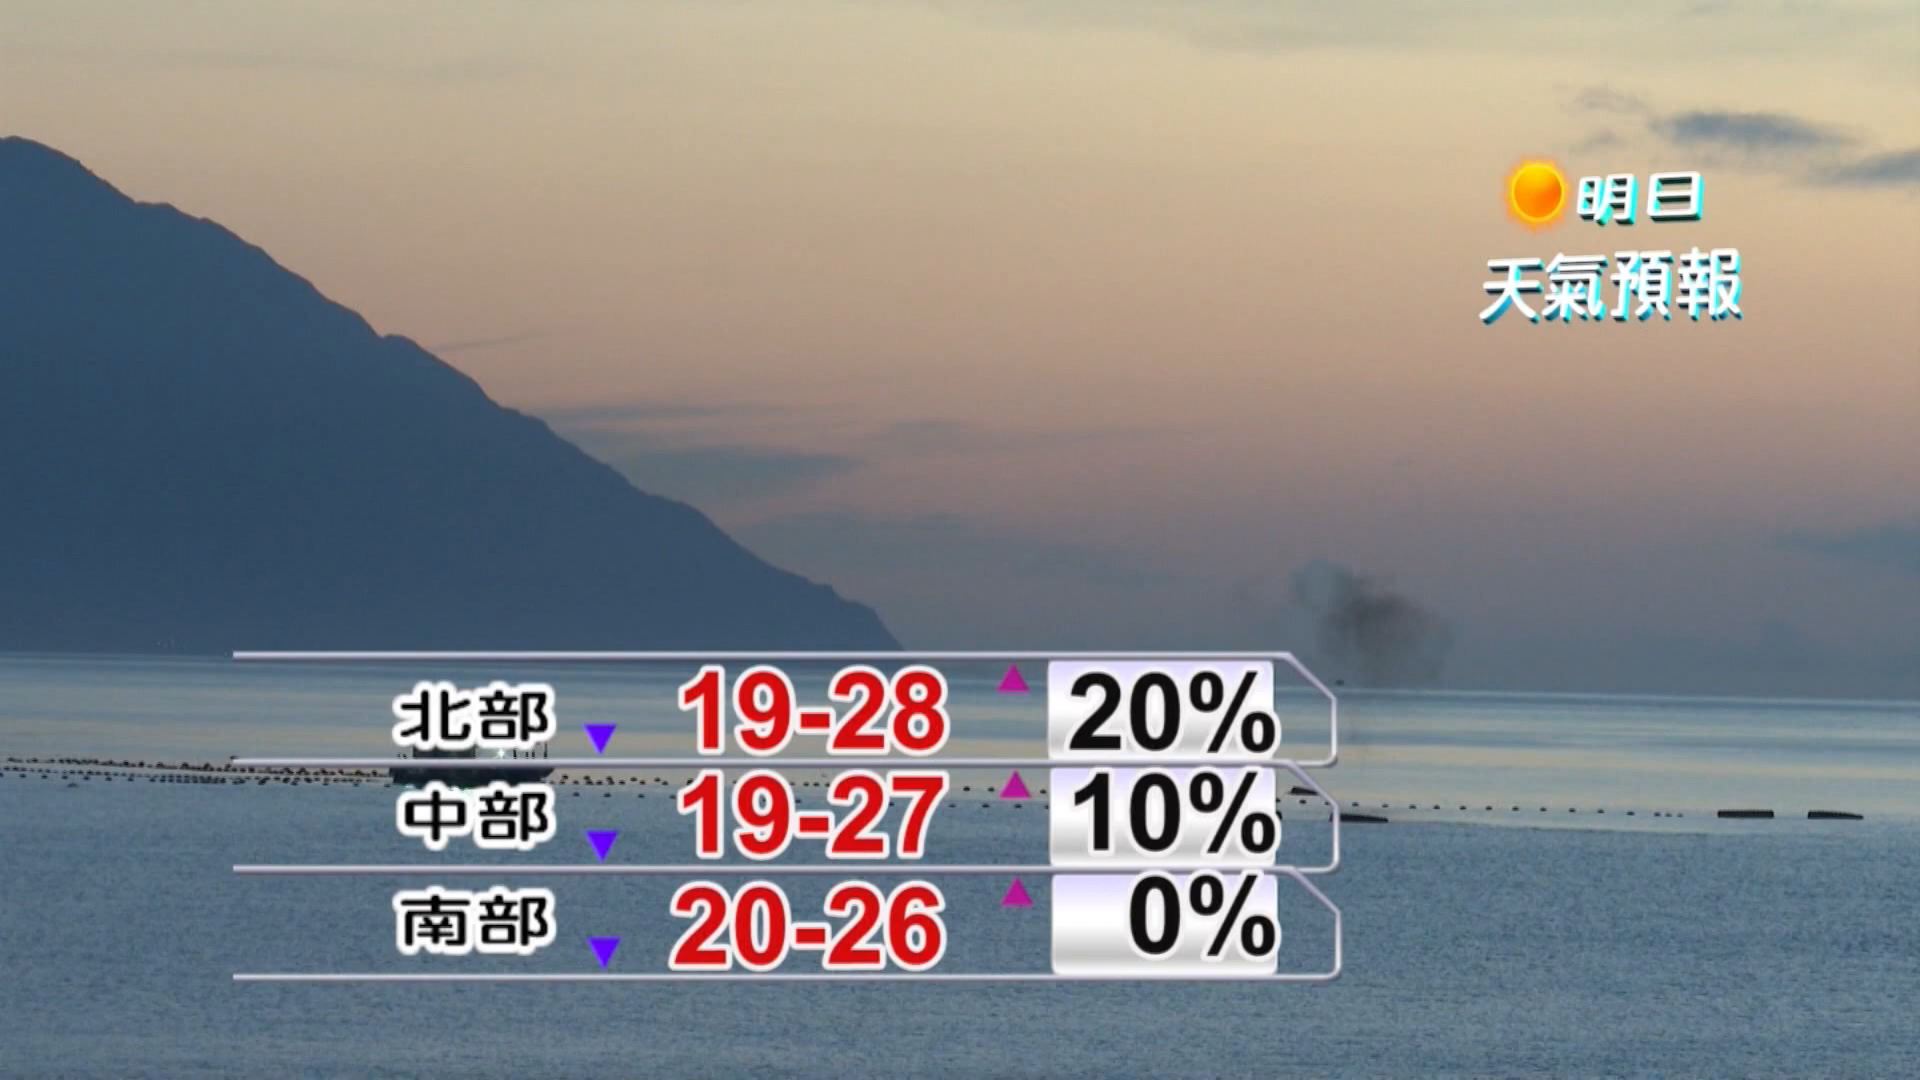 明日
天氣預報
北部 ▼ 19-28 ▲ 20%
中部 ▼ 19-27 ▲ 10%
南部 ▼ 20-26 ▲ 0%